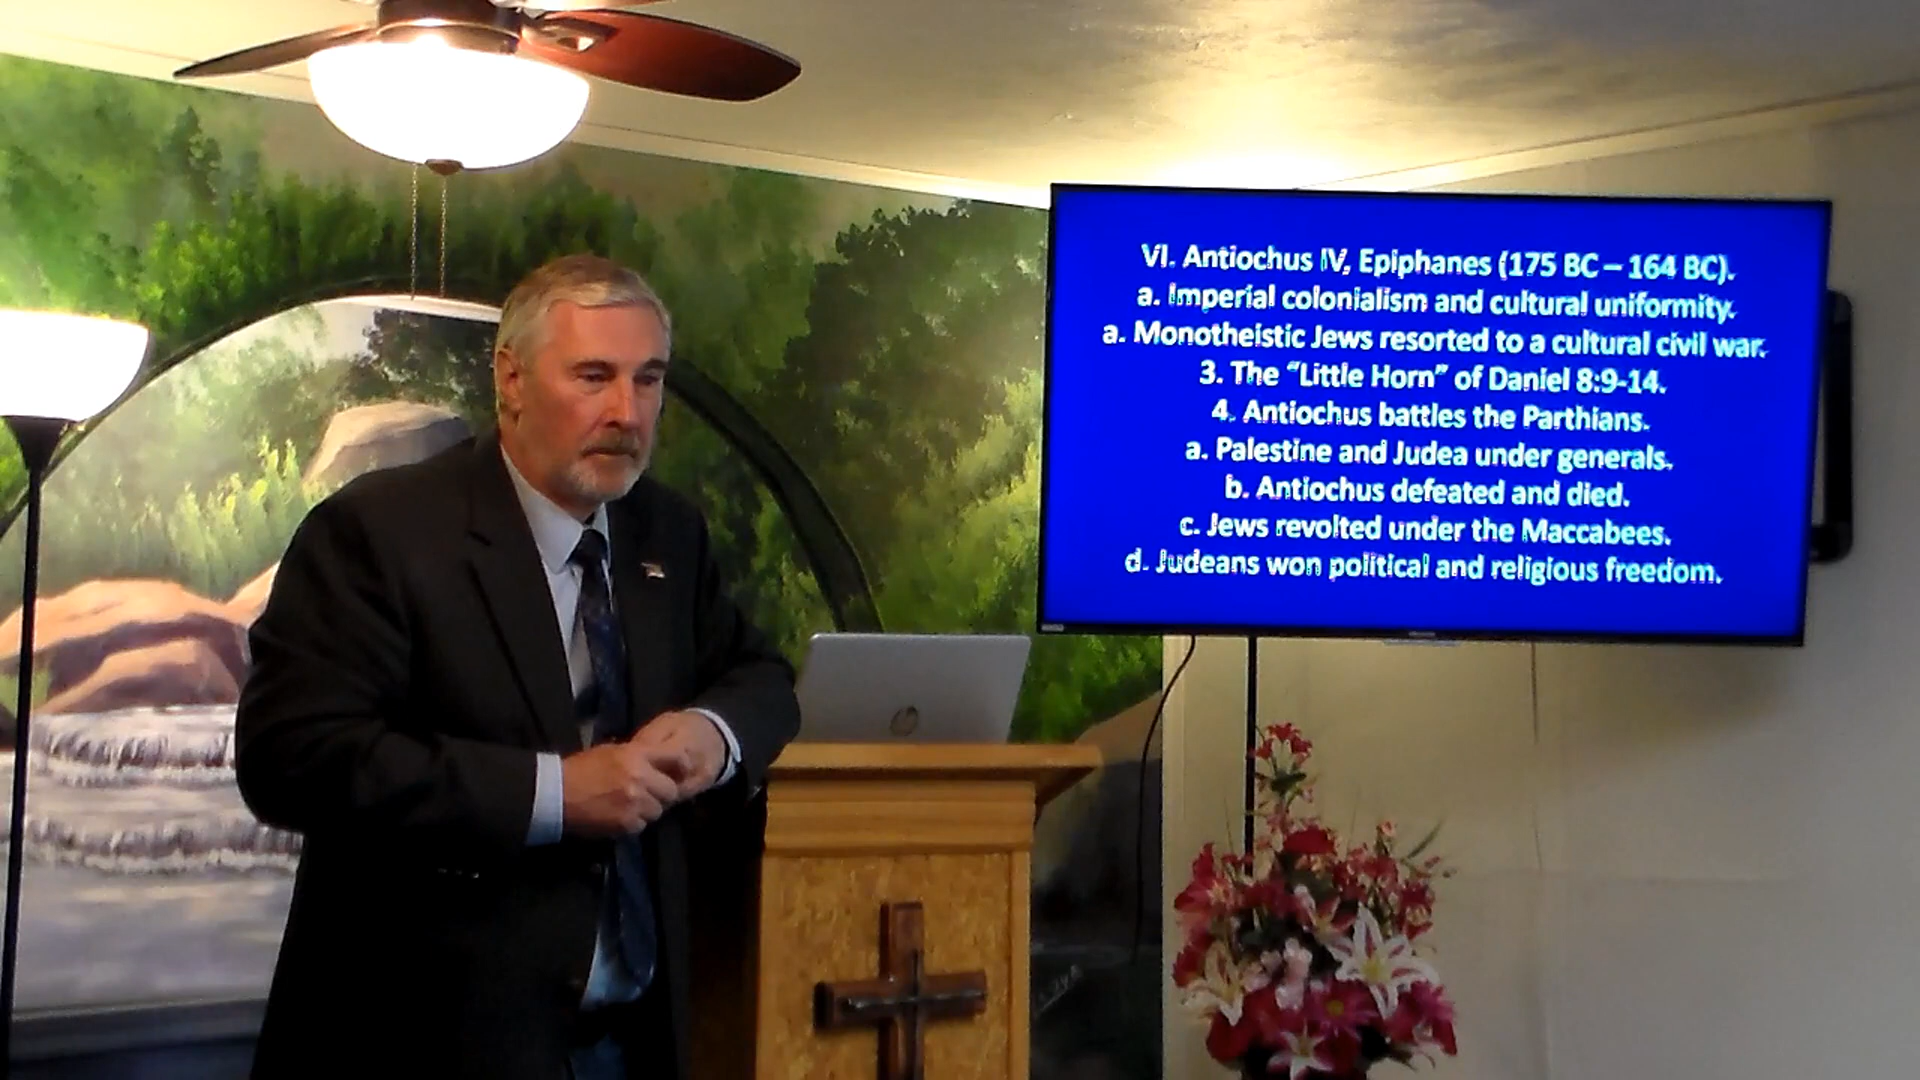 VI. Antiochus IV, Epiphanes (175 BC – 164 BC).
a. Imperial colonialism and cultural uniformity.
a. Monotheistic Jews resorted to a cultural civil war.
3. The "Little Horn" of Daniel 8:9-14.
4. Antiochus battles the Parthians.
a. Palestine and Judea under generals.
b. Antiochus defeated and died.
c. Jews revolted under the Maccabees.
d. Judeans won political and religious freedom.
hp